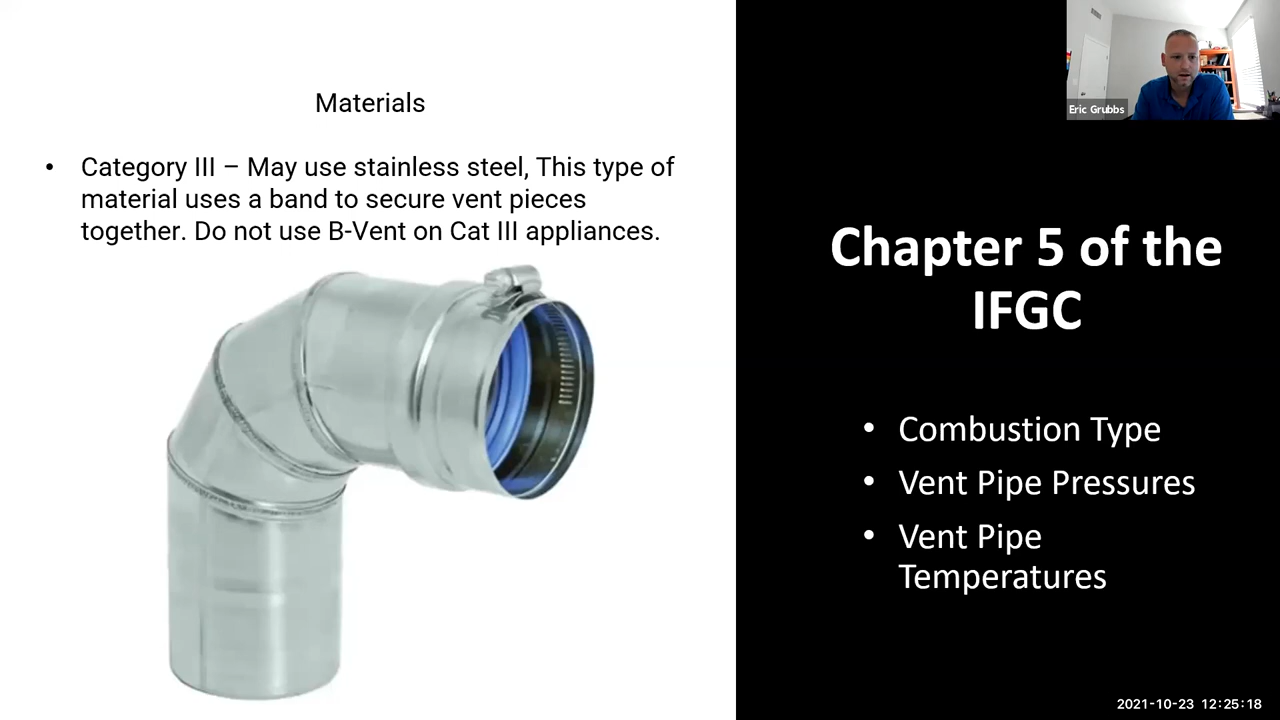 Materials
• Category III – May use stainless steel, This type of
material uses a band to secure vent pieces
together. Do not use B-Vent on Cat III appliances.
Eric Grubbs
Chapter 5 of the
IFGC
• Combustion Type
• Vent Pipe Pressures
• Vent Pipe
Temperatures
2021-10-23 12:25:18